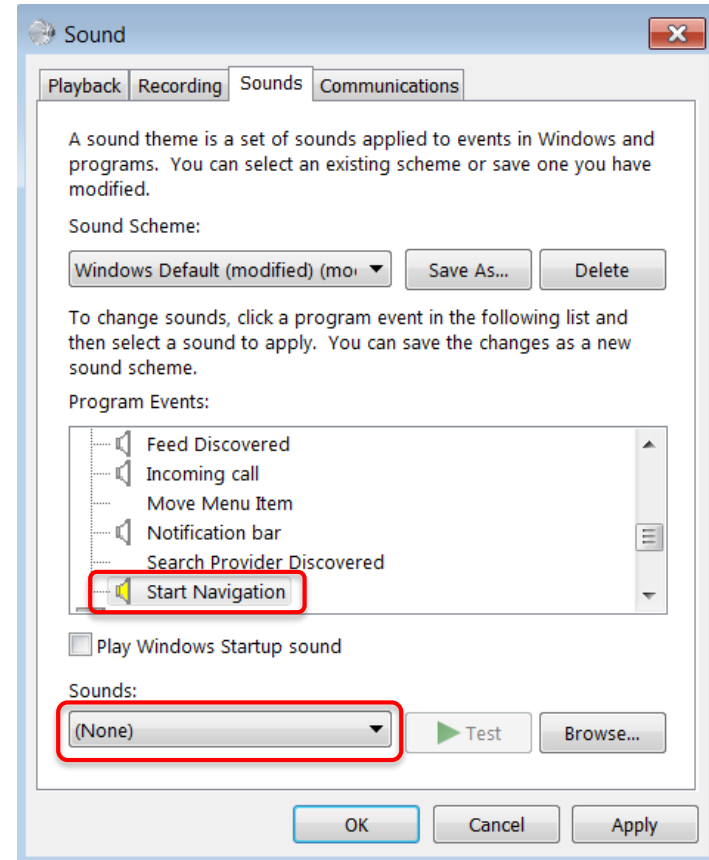 Sound
Playback Recording Sounds Communications
A sound theme is a set of sounds applied to events in Windows and
programs. You can select an existing scheme or save one you have
modified.
Sound Scheme:
Windows Default (modified) (mo Save As... Delete
To change sounds, click a program event in the following list and
then select a sound to apply. You can save the changes as a new
sound scheme.
Program Events:
Feed Discovered
Incoming call
Move Menu Item
Notification bar
Search Provider Discovered
Start Navigation
Play Windows Startup sound
Sounds:
(None) Test Browse...
OK Cancel Apply